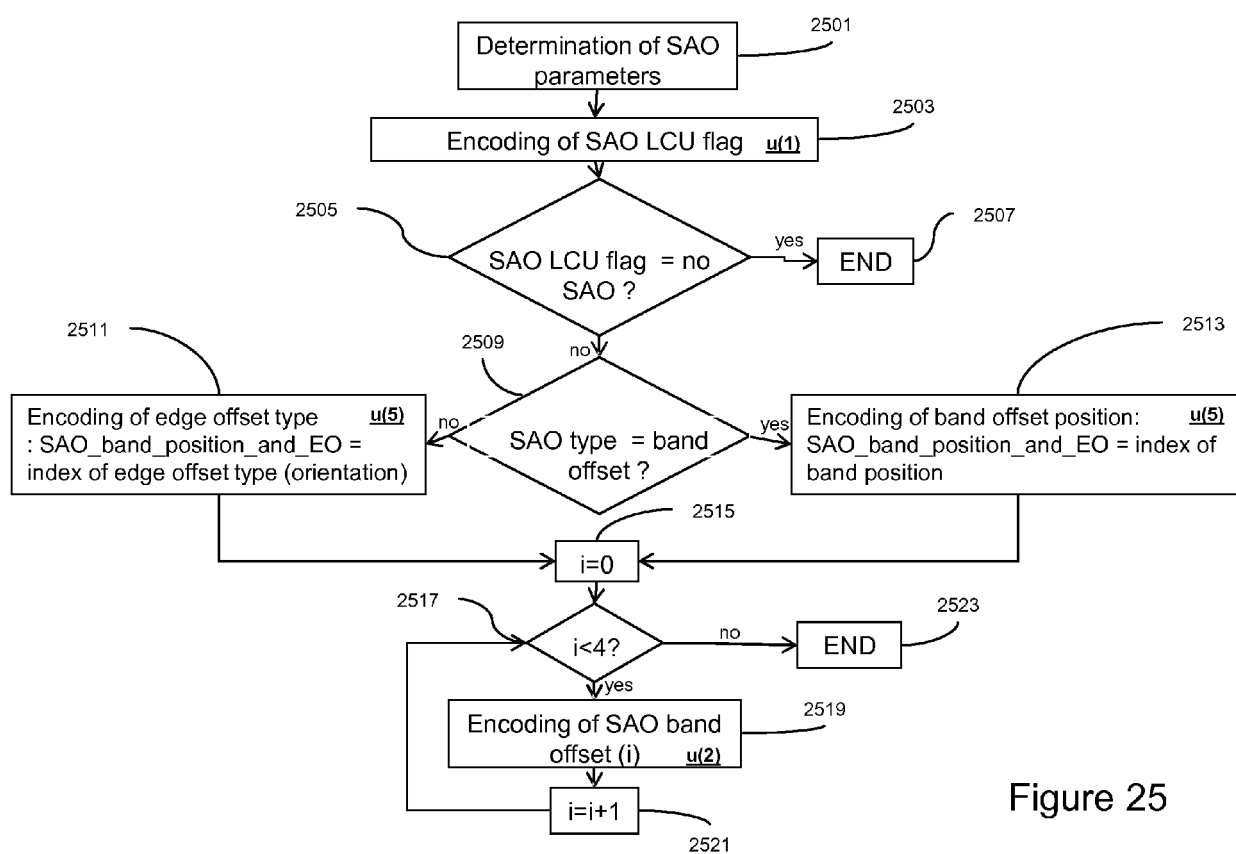 2501
Determination of SAO
parameters
2503
Encoding of SAO LCU flag u(1)
2505
2507
SAO LCU flag = no
SAO ?
yes
END
no
2511
2509
2513
Encoding of edge offset type u(5)
: SAO_band_position_and_EO =
index of edge offset type (orientation)
no
SAO type = band
offset ?
yes
Encoding of band offset position: u(5)
SAO_band_position_and_EO = index of
band position
2515
i=0
2517
2523
i<4?
no
END
yes
2519
Encoding of SAO band
offset (i) u(2)
i=i+1
2521
Figure 25